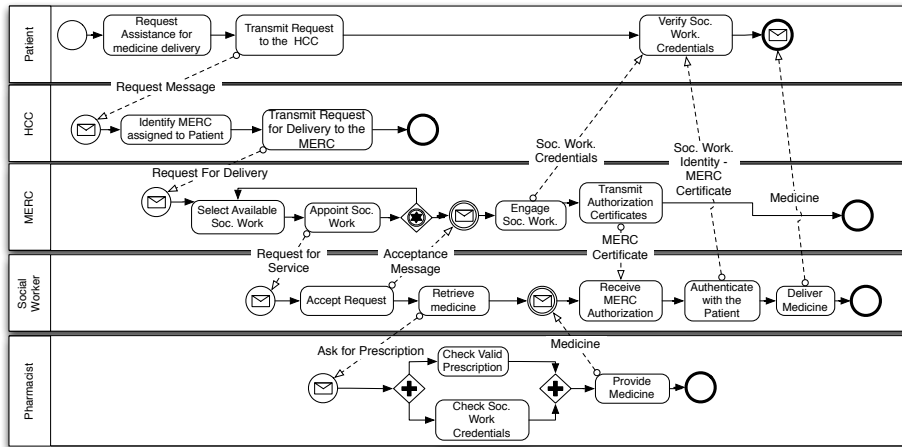 Patient
Request
Assistance for
medicine delivery
Transmit Request
to the HCC
Verify Soc.
Work.
Credentials
Request Message
HCC
Identify MERC
assigned to Patient
Transmit Request
for Delivery to the
MERC
Soc. Work.
Credentials
Soc. Work.
Identity -
MERC
Certificate
Medicine
Request For Delivery
MERC
Select Available
Soc. Work
Appoint Soc.
Work
Engage
Soc. Work.
Transmit
Authorization
Certificates
Request for
Service
Acceptance
Message
MERC
Certificate
Social
Worker
Accept Request
Retrieve
medicine
Receive
MERC
Authorization
Authenticate
with the
Patient
Deliver
Medicine
Ask for Prescription
Medicine
Pharmacist
Check Valid
Prescription
Check Soc.
Work
Credentials
Provide
Medicine